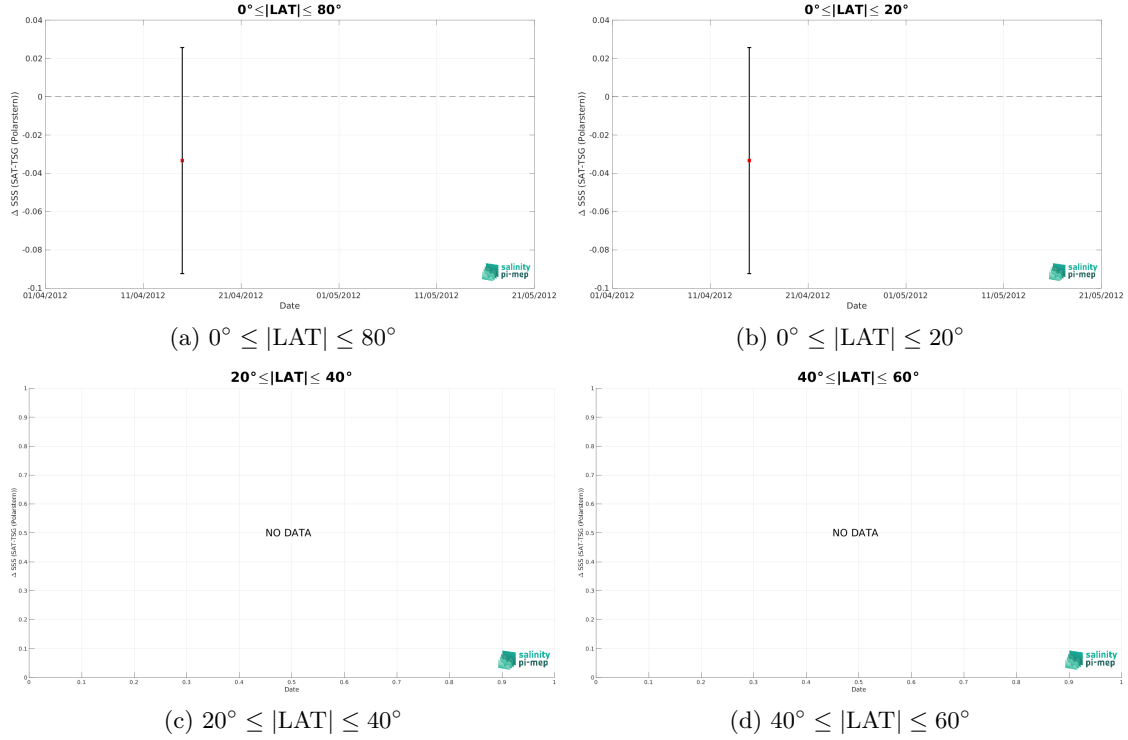 0°≤|LAT|≤ 80°
0.04
0.02
0
-0.02
-0.04
-0.06
-0.08
-0.1
Δ SSS (SAT-TSG (Polarstern))
01/04/2012 11/04/2012 21/04/2012 01/05/2012 11/05/2012 21/05/2012
Date
salinity
pi-mep
(a) 0° ≤ |LAT| ≤ 80°
0°≤|LAT|≤ 20°
0.04
0.02
0
-0.02
-0.04
-0.06
-0.08
-0.1
Δ SSS (SAT-TSG (Polarstern))
01/04/2012 11/04/2012 21/04/2012 01/05/2012 11/05/2012 21/05/2012
Date
salinity
pi-mep
(b) 0° ≤ |LAT| ≤ 20°
20°≤|LAT|≤ 40°
1
0.9
0.8
0.7
0.6
0.5
0.4
0.3
0.2
0.1
0
Δ SSS (SAT-TSG (Polarstern))
NO DATA
0 0.1 0.2 0.3 0.4 0.5 0.6 0.7 0.8 0.9 1
Date
salinity
pi-mep
(c) 20° ≤ |LAT| ≤ 40°
40°≤|LAT|≤ 60°
1
0.9
0.8
0.7
0.6
0.5
0.4
0.3
0.2
0.1
0
Δ SSS (SAT-TSG (Polarstern))
NO DATA
0 0.1 0.2 0.3 0.4 0.5 0.6 0.7 0.8 0.9 1
Date
salinity
pi-mep
(d) 40° ≤ |LAT| ≤ 60°